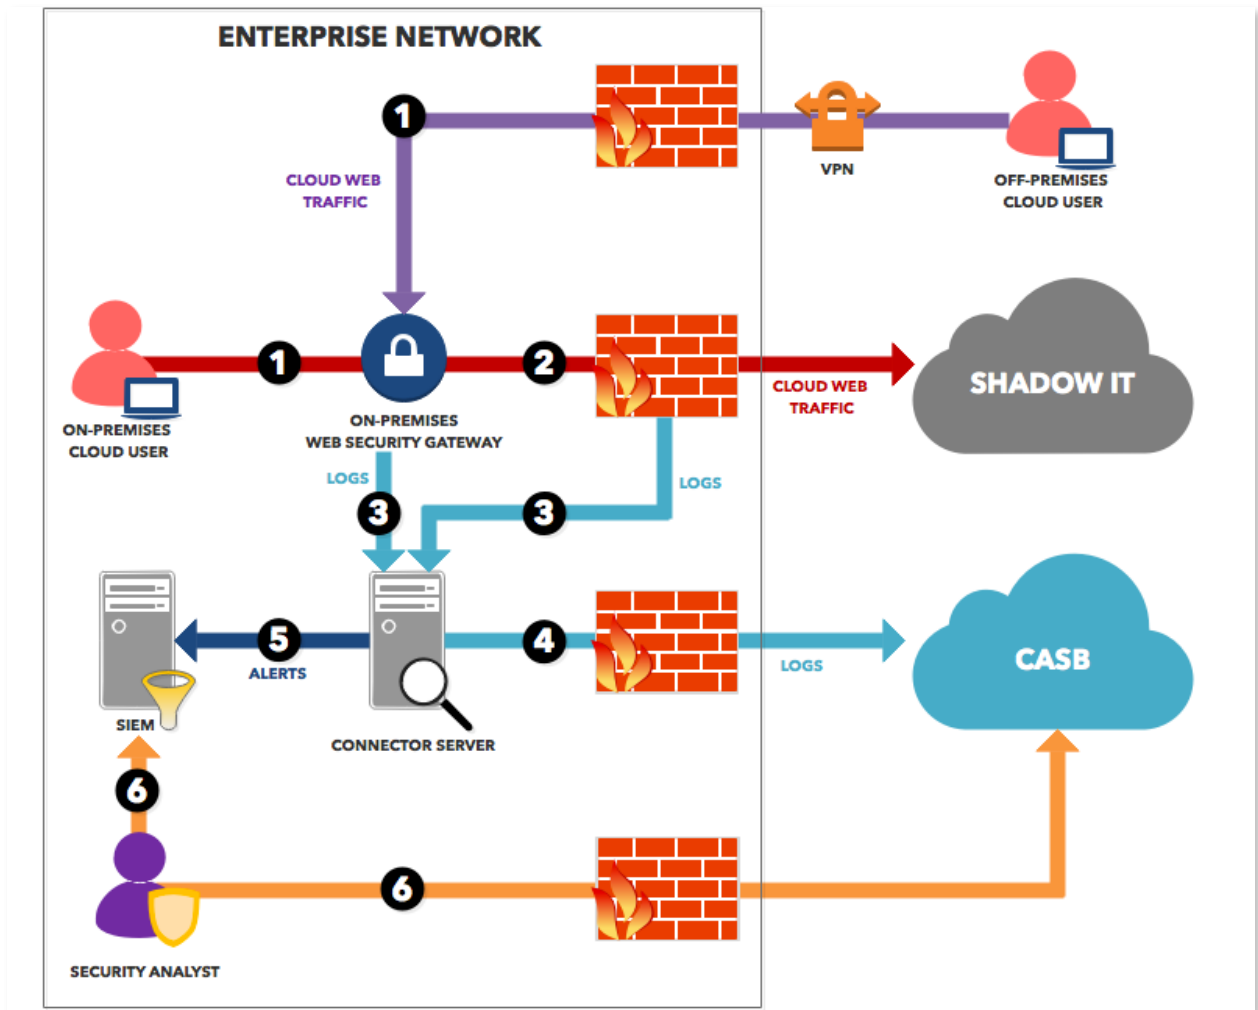 ENTERPRISE NETWORK
1
CLOUD WEB
TRAFFIC
VPN
OFF-PREMISES
CLOUD USER
1
2
CLOUD WEB
TRAFFIC
SHADOW IT
ON-PREMISES
CLOUD USER
ON-PREMISES
WEB SECURITY GATEWAY
LOGS
3
3
LOGS
5
ALERTS
4
LOGS
CASB
SIEM
CONNECTOR SERVER
6
6
SECURITY ANALYST